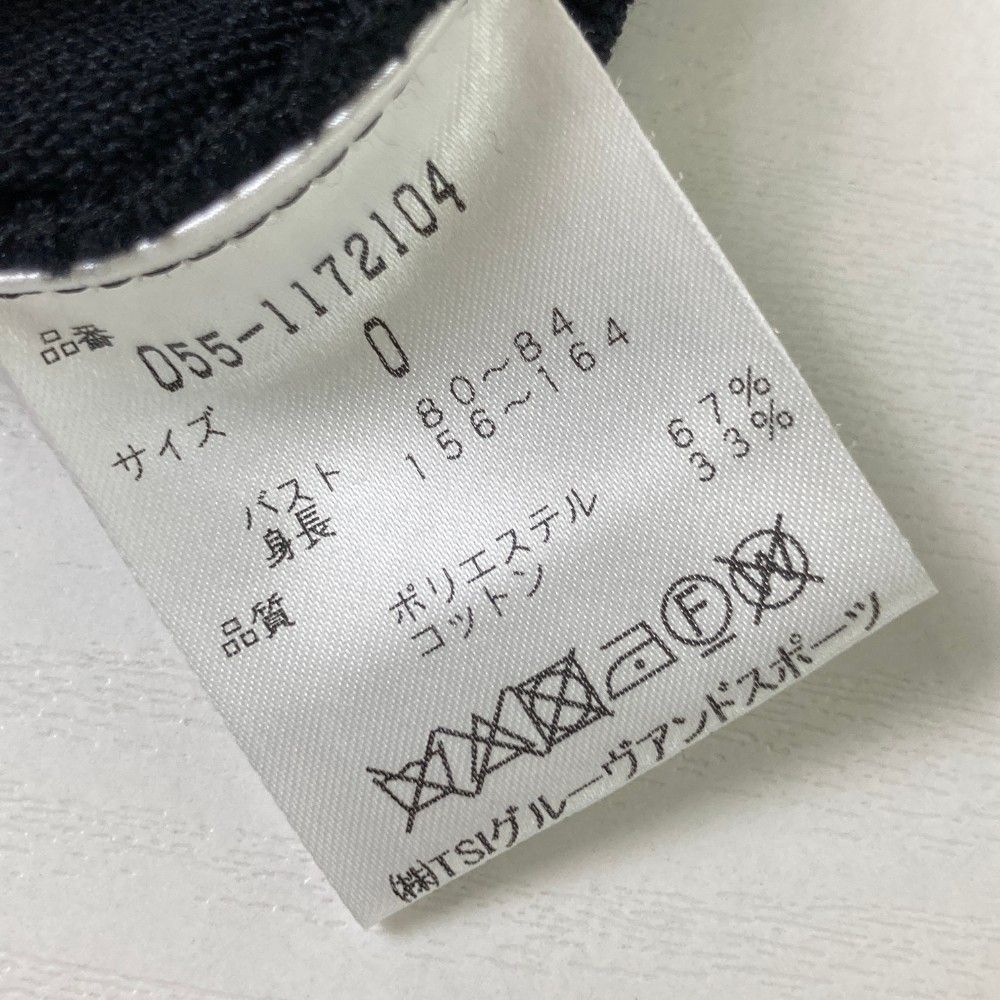 品番 055-1172104
サイズ 0
バスト 80～84
身長 156～164
品質 ポリエステル 67%
コットン 33%
F W
㈱TSIグルーヴアンドスポーツ